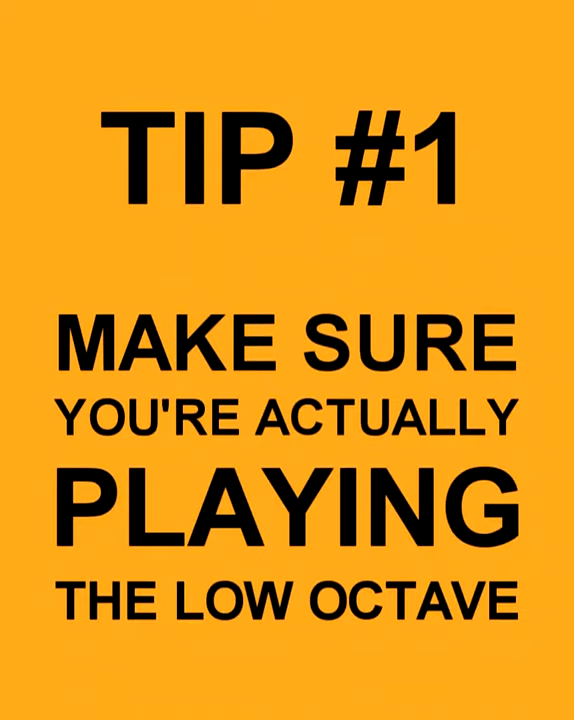 TIP #1
MAKE SURE
YOU'RE ACTUALLY
PLAYING
THE LOW OCTAVE